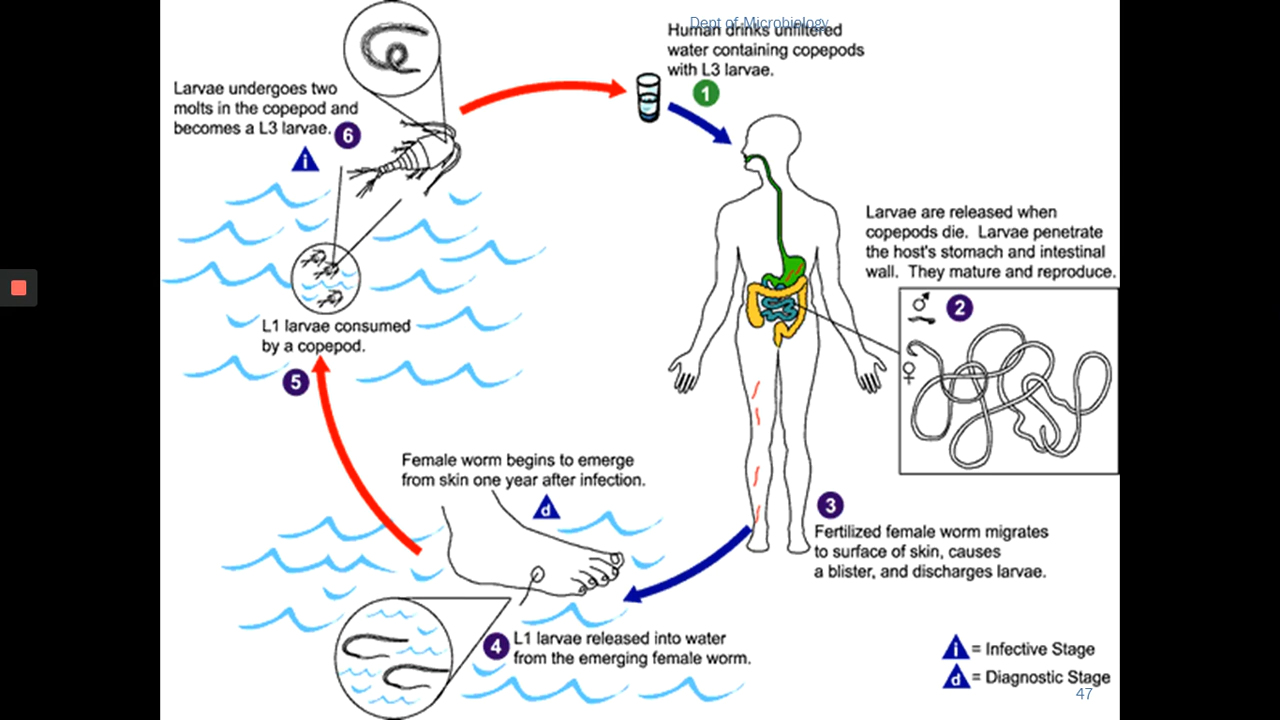 Dept of Microbiology
Human drinks unfiltered
water containing copepods
with L3 larvae.
1
Larvae undergoes two
molts in the copepod and
becomes a L3 larvae.
6
i
Larvae are released when
copepods die. Larvae penetrate
the host's stomach and intestinal
wall. They mature and reproduce.
♂
2
♀
L1 larvae consumed
by a copepod.
5
Female worm begins to emerge
from skin one year after infection.
d
3
Fertilized female worm migrates
to surface of skin, causes
a blister, and discharges larvae.
4
L1 larvae released into water
from the emerging female worm.
i = Infective Stage
d = Diagnostic Stage
47